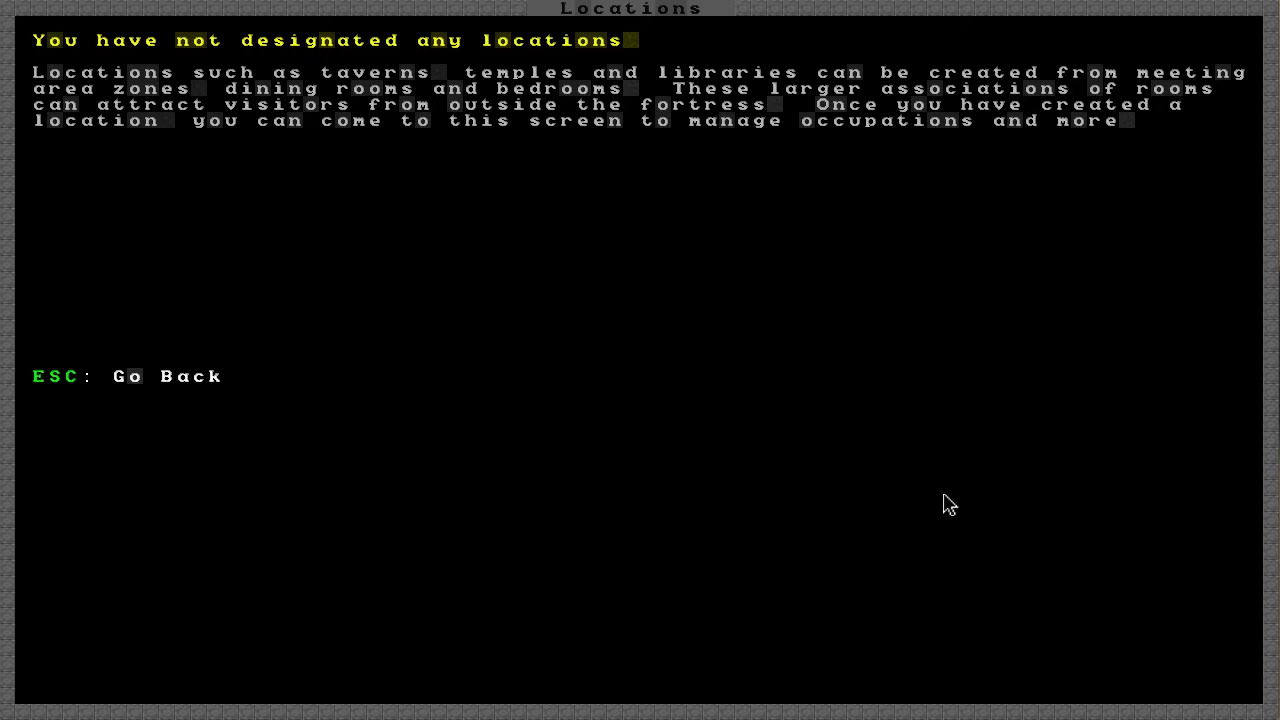 Locations
You have not designated any locations
Locations such as taverns  temples and libraries can be created from meeting
area zones  dining rooms and bedrooms   These larger associations of rooms
can attract visitors from outside the fortress   Once you have created a
location  you can come to this screen to manage occupations and more
ESC: Go Back